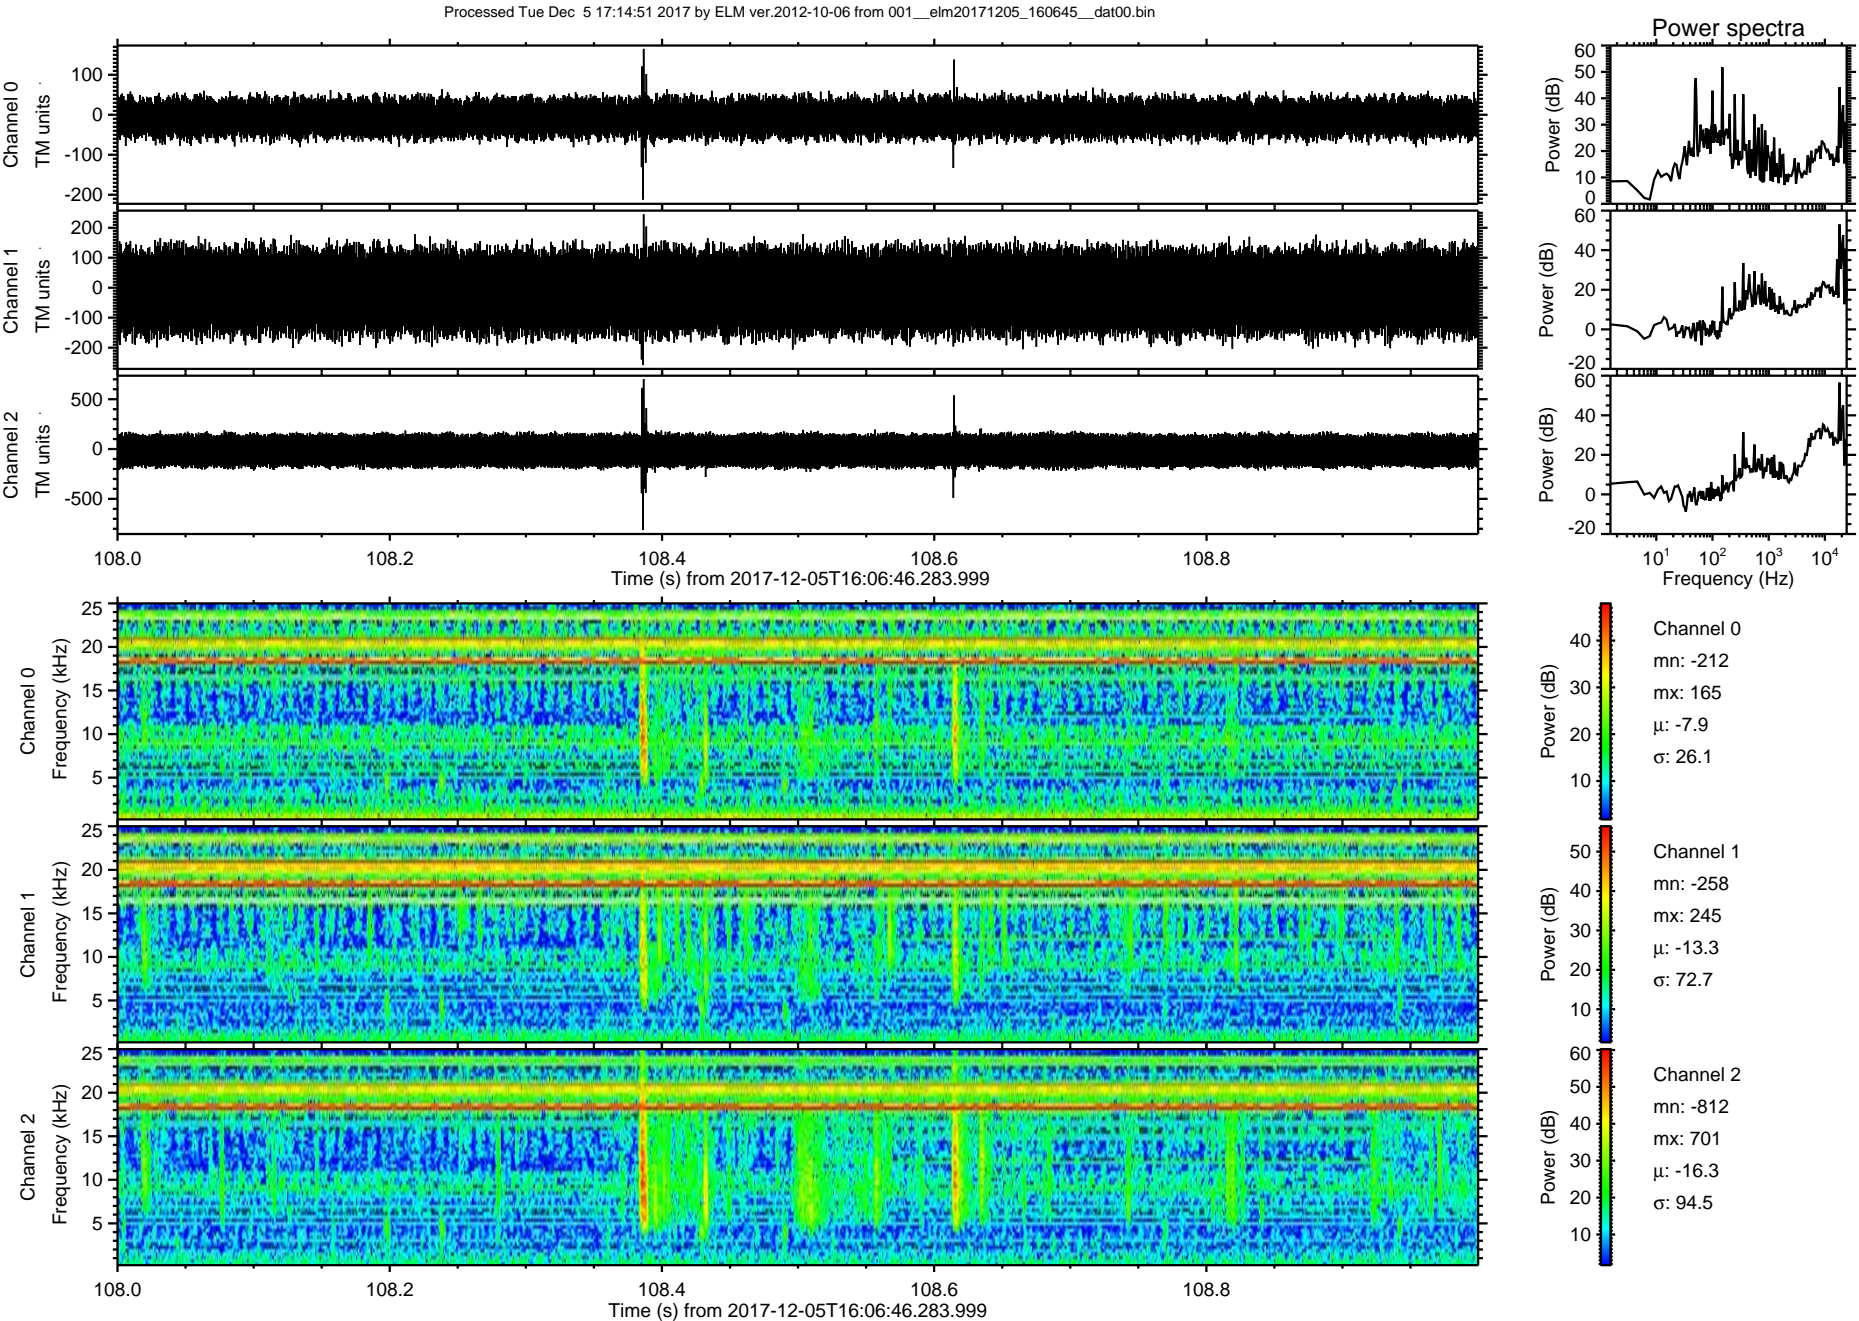 Processed Tue Dec  5 17:14:51 2017 by ELM ver.2012-10-06 from 001__elm20171205_160645__dat00.bin
Power spectra
Channel 0
TM units
100
0
-100
-200
Power (dB)
60
50
40
30
20
10
0
Channel 1
TM units
200
100
0
-100
-200
Power (dB)
60
40
20
0
-20
Channel 2
TM units
500
0
-500
Power (dB)
60
40
20
0
-20
108.0 108.2 108.4 108.6 108.8
Time (s) from 2017-12-05T16:06:46.283.999
10^1 10^2 10^3 10^4
Frequency (Hz)
Channel 0
Frequency (kHz)
25
20
15
10
5
Power (dB)
40
30
20
10
Channel 0
mn: -212
mx: 165
μ: -7.9
σ: 26.1
Channel 1
Frequency (kHz)
25
20
15
10
5
Power (dB)
50
40
30
20
10
Channel 1
mn: -258
mx: 245
μ: -13.3
σ: 72.7
Channel 2
Frequency (kHz)
25
20
15
10
5
Power (dB)
60
50
40
30
20
10
Channel 2
mn: -812
mx: 701
μ: -16.3
σ: 94.5
108.0 108.2 108.4 108.6 108.8
Time (s) from 2017-12-05T16:06:46.283.999